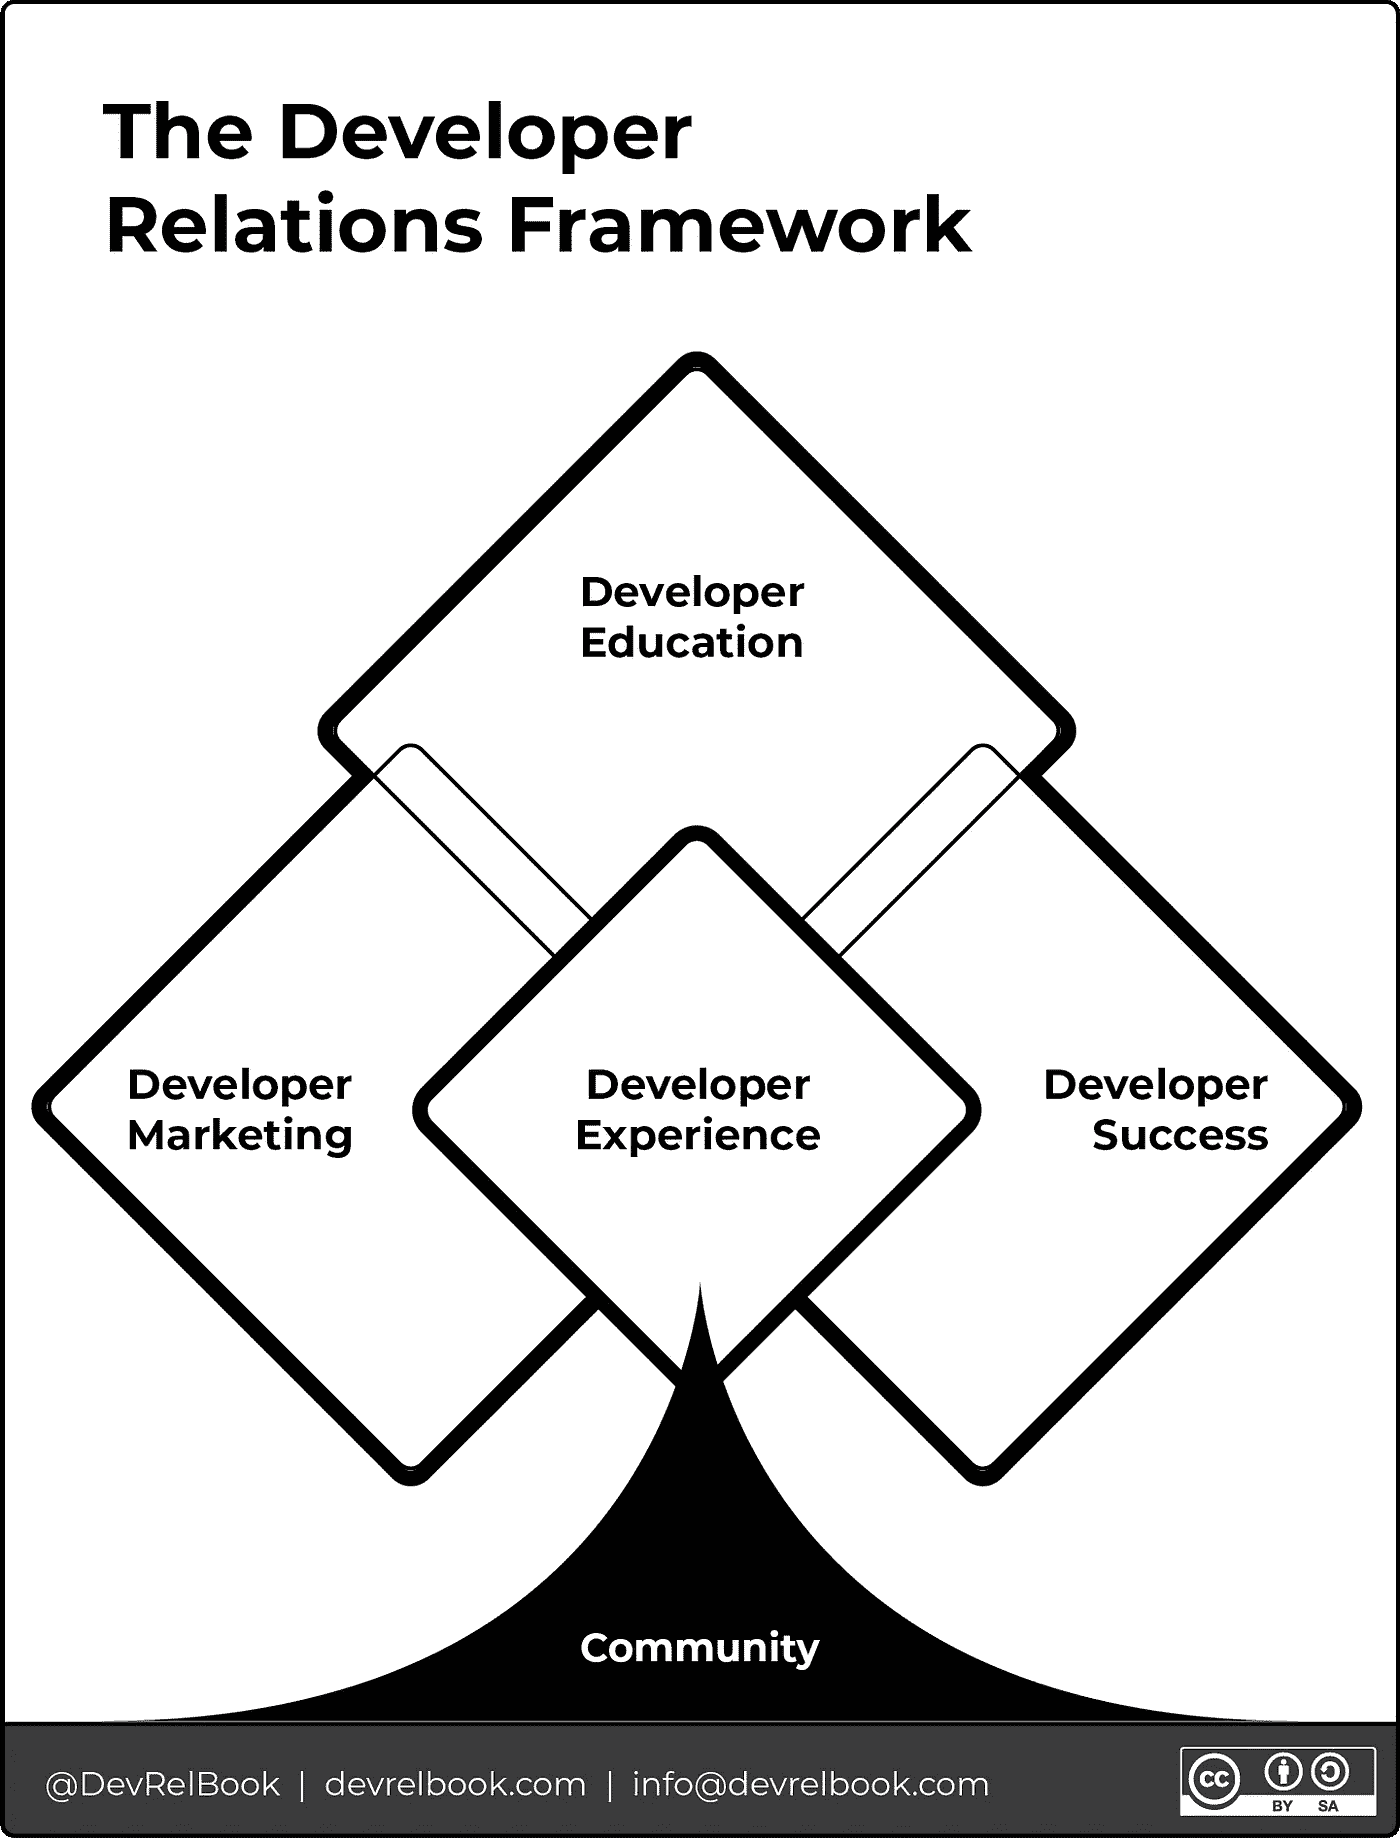 The Developer
Relations Framework
Developer
Education
Developer
Marketing
Developer
Experience
Developer
Success
Community
@DevRelBook | devrelbook.com | info@devrelbook.com
cc
BY SA